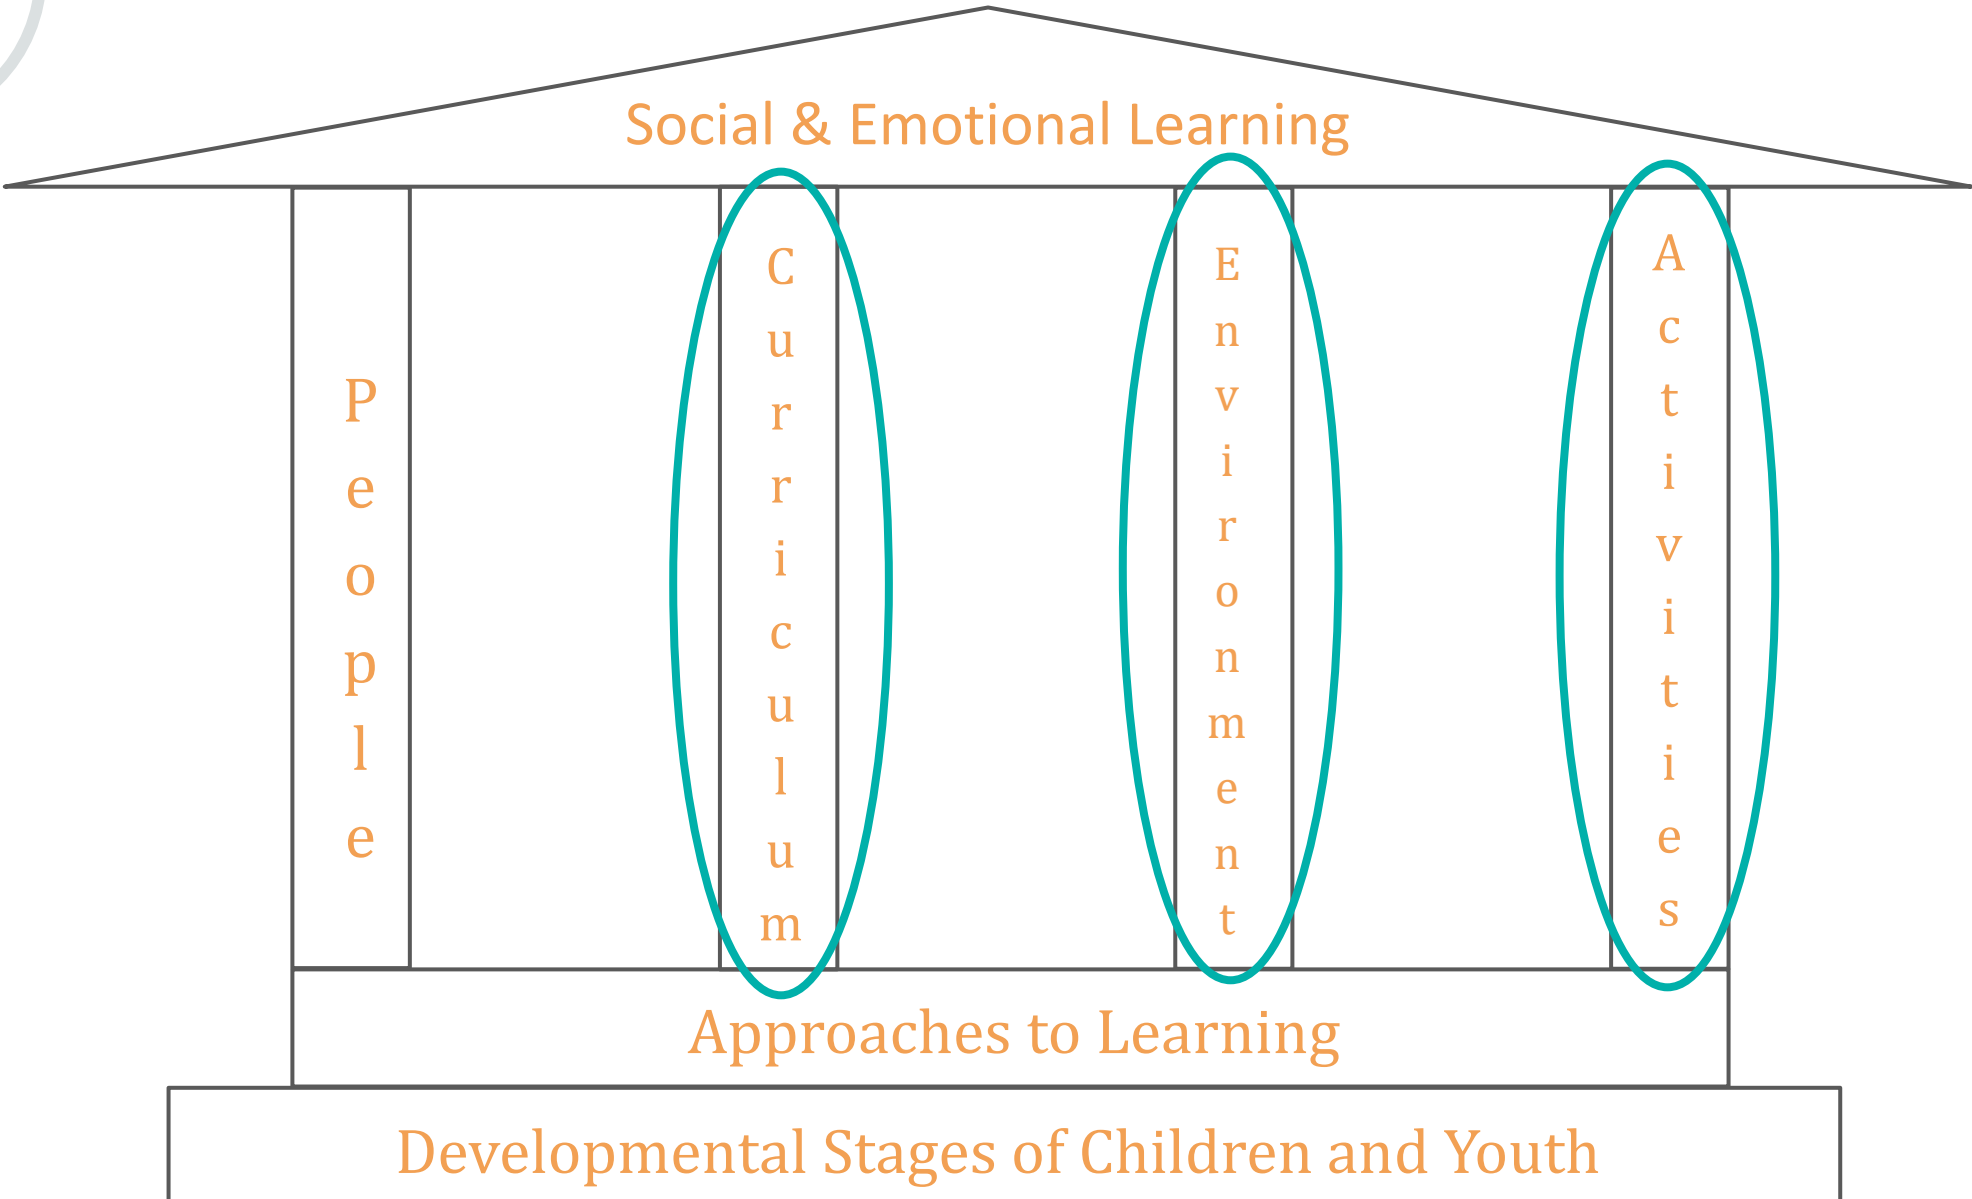 Social & Emotional Learning
People
Curriculum
Environment
Activities
Approaches to Learning
Developmental Stages of Children and Youth